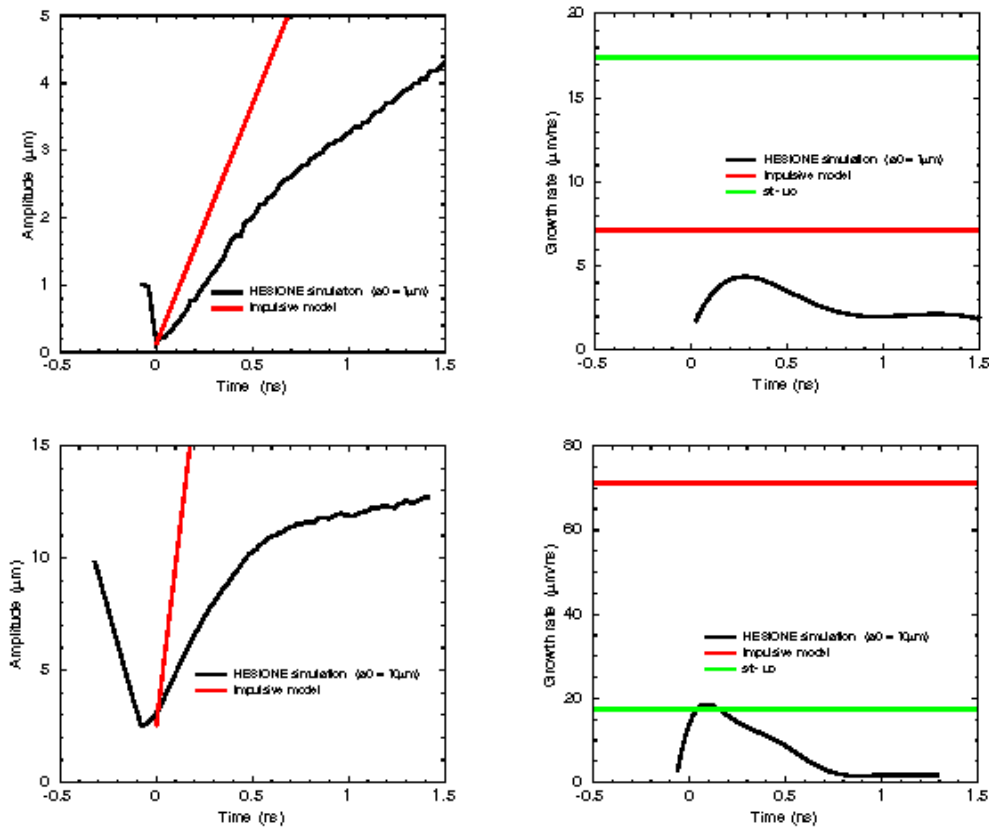 5
4
3
2
1
0
Amplitude (μm)
HESIONE simulation (a0 = 1μm)
Impulsive model
-0.5 0 0.5 1 1.5
Time (ns)
20
15
10
5
0
Growth rate (μm/ns)
HESIONE simulation (a0 = 1μm)
Impulsive model
st-up
-0.5 0 0.5 1 1.5
Time (ns)
15
10
5
0
Amplitude (μm)
HESIONE simulation (a0 = 10μm)
Impulsive model
-0.5 0 0.5 1 1.5
Time (ns)
80
60
40
20
0
Growth rate (μm/ns)
HESIONE simulation (a0 = 10μm)
Impulsive model
st-up
-0.5 0 0.5 1 1.5
Time (ns)